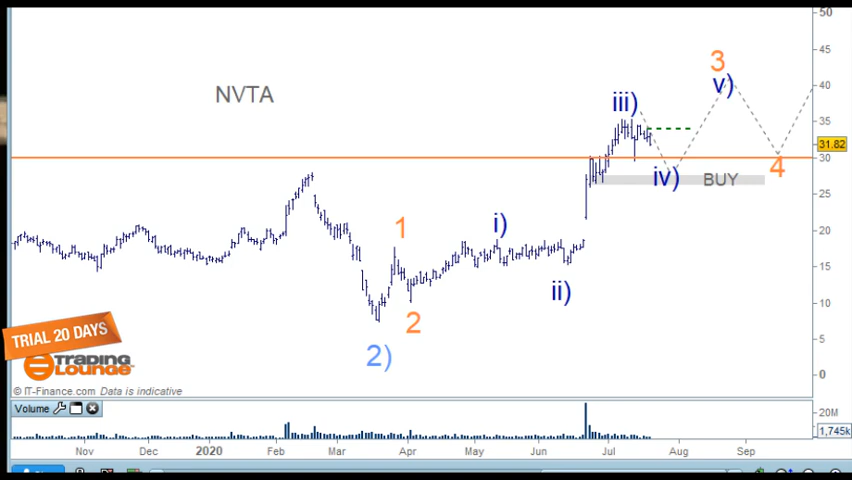 50
45
40
35
31.82
30
25
20
15
10
5
0
NVTA
iii)
3
v)
iv)
BUY
4
1
i)
ii)
2
2)
TRIAL 20 DAYS
TRADING
LOUNGE
© IT-Finance.com Data is indicative
Volume
20M
1,745k
Nov Dec 2020 Feb Mar Apr May Jun Jul Aug Sep